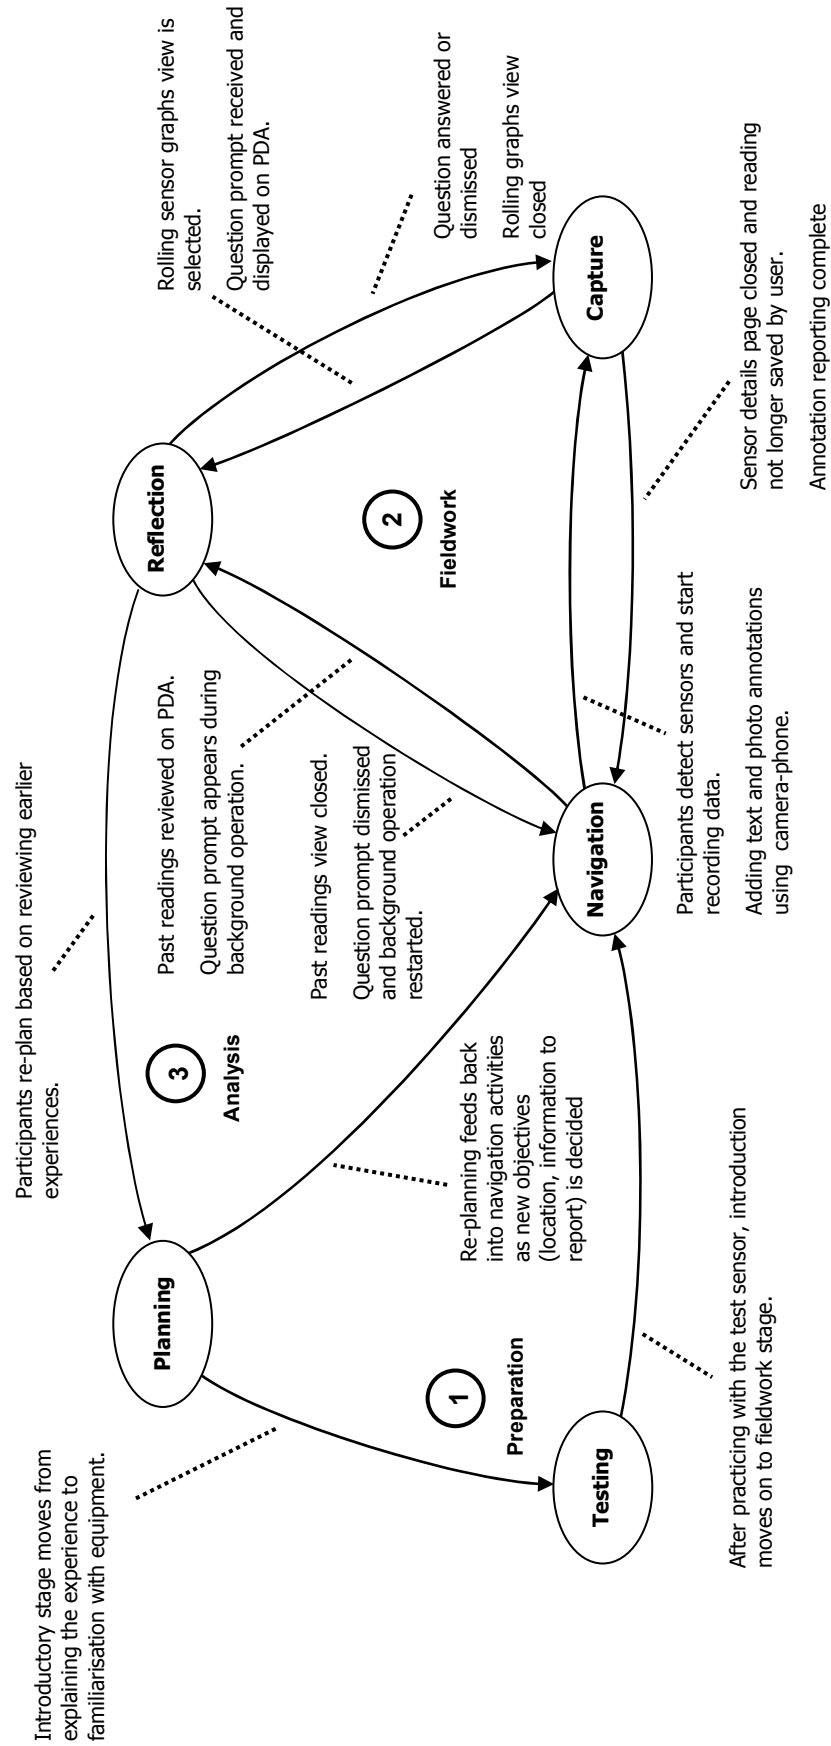 Introductory stage moves from
explaining the experience to
familiarisation with equipment.
Participants re-plan based on reviewing earlier
experiences.
Rolling sensor graphs view is
selected.
Question prompt received and
displayed on PDA.
Planning
Reflection
3
Analysis
Past readings reviewed on PDA.
Question prompt appears during
background operation.
Past readings view closed.
Question prompt dismissed
and background operation
restarted.
2
Fieldwork
Question answered or
dismissed
Rolling graphs view
closed
1
Preparation
Re-planning feeds back
into navigation activities
as new objectives
(location, information to
report) is decided
Testing
Navigation
Capture
After practicing with the test sensor, introduction
moves on to fieldwork stage.
Participants detect sensors and start
recording data.
Adding text and photo annotations
using camera-phone.
Sensor details page closed and reading
not longer saved by user.
Annotation reporting complete